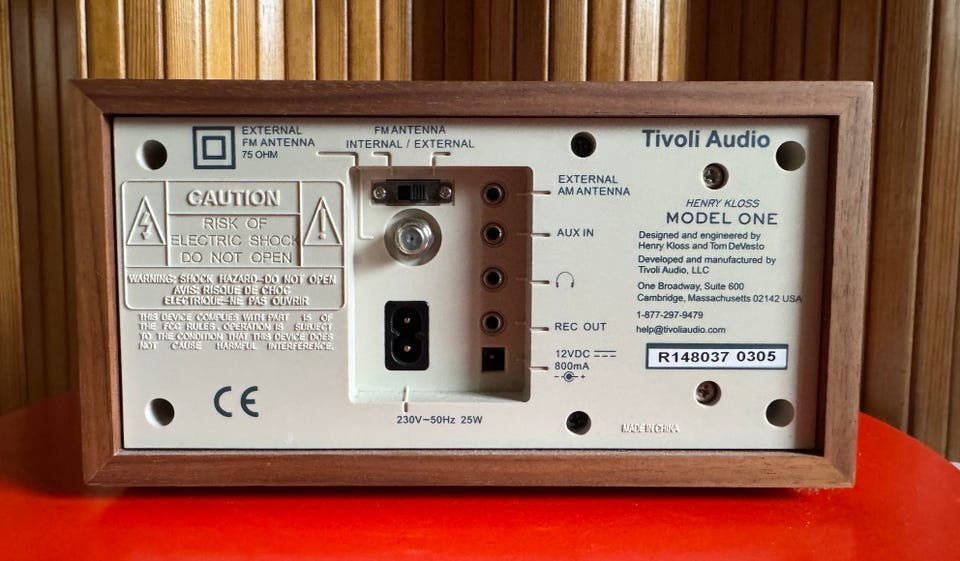 EXTERNAL
FM ANTENNA
75 OHM
FM ANTENNA
INTERNAL / EXTERNAL
CAUTION
RISK OF
ELECTRIC SHOCK
DO NOT OPEN
WARNING: SHOCK HAZARD-DO NOT OPEN
AVIS: RISQUE DE CHOC
ELECTRIQUE-NE PAS OUVRIR
THIS DEVICE COMPLIES WITH PART 15 OF
THE FCC RULES. OPERATION IS SUBJECT
TO THE CONDITION THAT THIS DEVICE DOES
NOT CAUSE HARMFUL INTERFERENCE.
CE
230V~50Hz 25W
EXTERNAL
AM ANTENNA
AUX IN
REC OUT
12VDC
800mA
Tivoli Audio
HENRY KLOSS
MODEL ONE
Designed and engineered by
Henry Kloss and Tom DeVesto
Developed and manufactured by
Tivoli Audio, LLC
One Broadway, Suite 600
Cambridge, Massachusetts 02142 USA
1-877-297-9479
help@tivoliaudio.com
R148037 0305
MADE IN CHINA